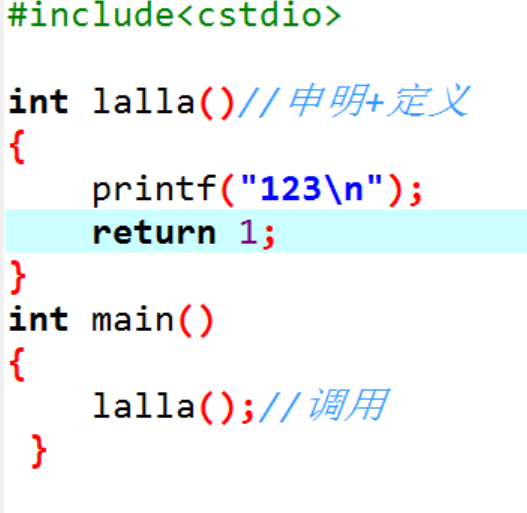 #include<cstdio>
int lalla()//申明+定义
{
printf("123\n");
return 1;
}
int main()
{
lalla();//调用
}